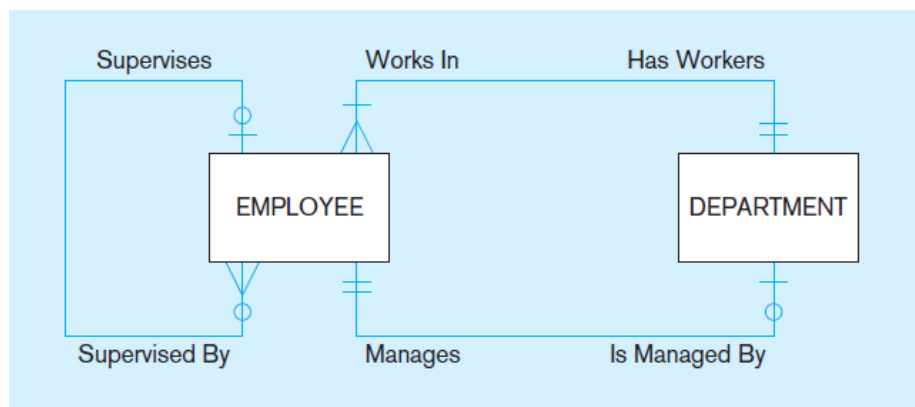 Supervises
Works In
Has Workers
EMPLOYEE
DEPARTMENT
Supervised By
Manages
Is Managed By